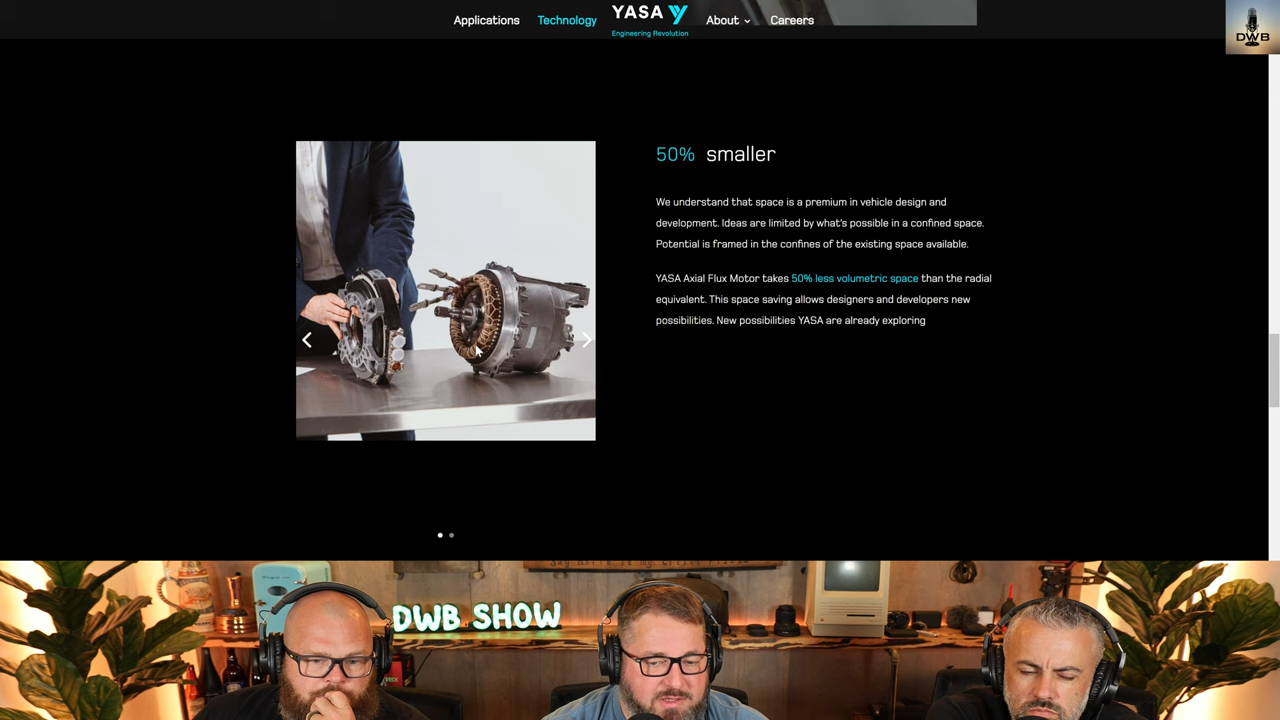 Applications
Technology
YASA
Engineering Revolution
About
Careers
DWB
50% smaller
We understand that space is a premium in vehicle design and
development. Ideas are limited by what's possible in a confined space.
Potential is framed in the confines of the existing space available.
YASA Axial Flux Motor takes 50% less volumetric space than the radial
equivalent. This space saving allows designers and developers new
possibilities. New possibilities YASA are already exploring
DWB SHOW